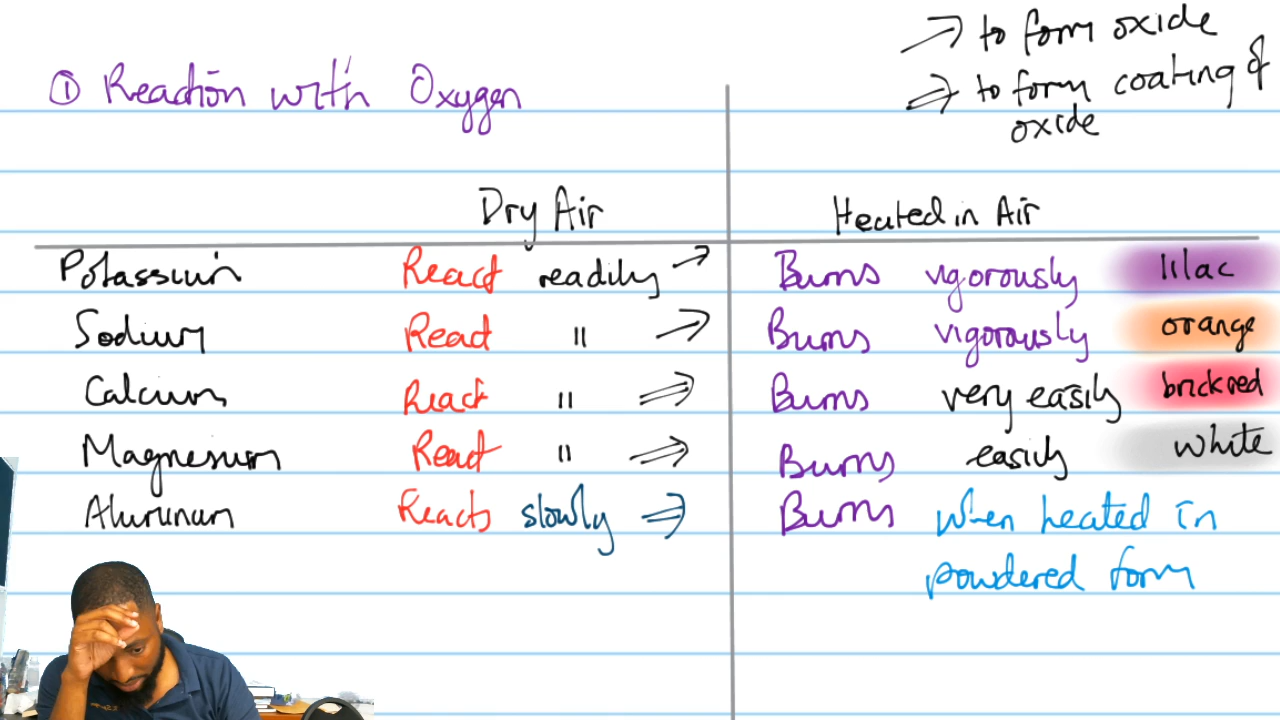 → to form oxide
① Reaction with Oxygen
⇒ to form coating of
oxide
Dry Air
Heated in Air
Potassium React readily → Burns vigorously lilac
Sodium React " → Burns vigorously orange
Calcium React " ⇒ Burns very easily brick red
Magnesium React " ⇒ Burns easily white
Aluminum Reacts slowly ⇒ Burns when heated in
powdered form